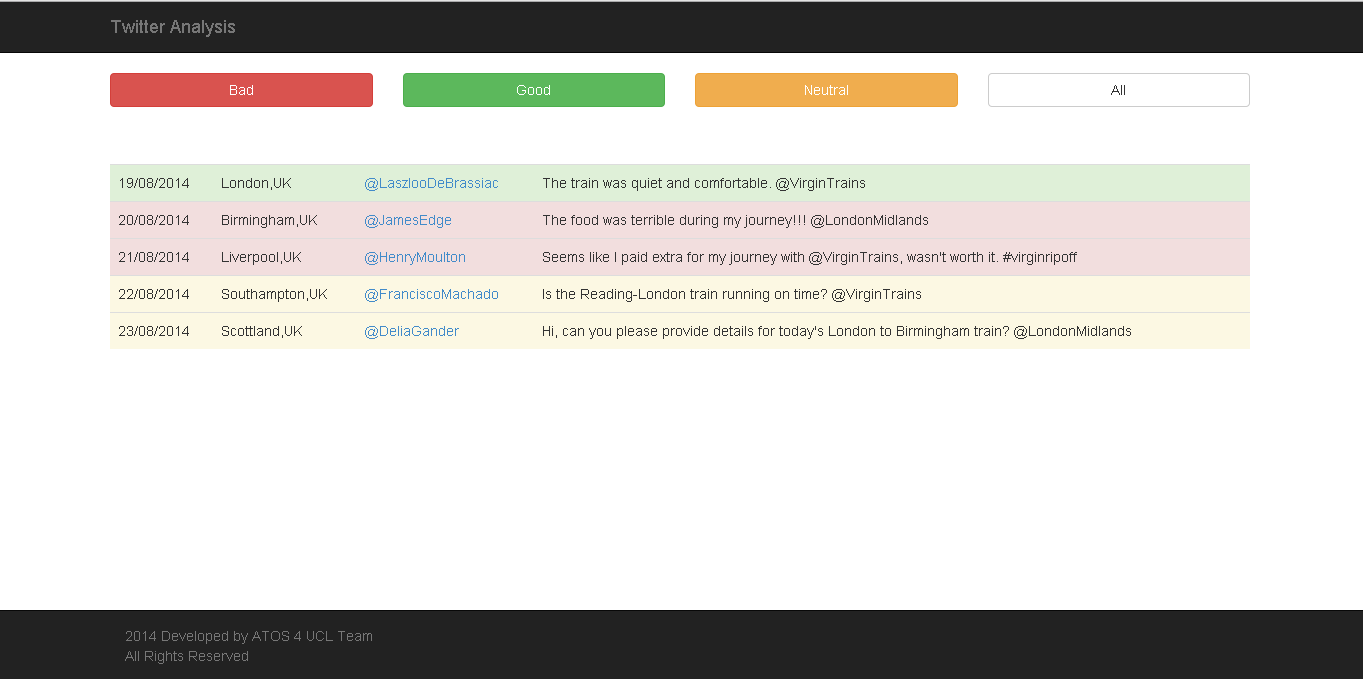 Twitter Analysis
Bad Good Neutral All
19/08/2014 London,UK @LaszlooDeBrassiac The train was quiet and comfortable. @VirginTrains
20/08/2014 Birmingham,UK @JamesEdge The food was terrible during my journey!!! @LondonMidlands
21/08/2014 Liverpool,UK @HenryMoulton Seems like I paid extra for my journey with @VirginTrains, wasn't worth it. #virginripoff
22/08/2014 Southampton,UK @FranciscoMachado Is the Reading-London train running on time? @VirginTrains
23/08/2014 Scottland,UK @DeliaGander Hi, can you please provide details for today's London to Birmingham train? @LondonMidlands
2014 Developed by ATOS 4 UCL Team
All Rights Reserved